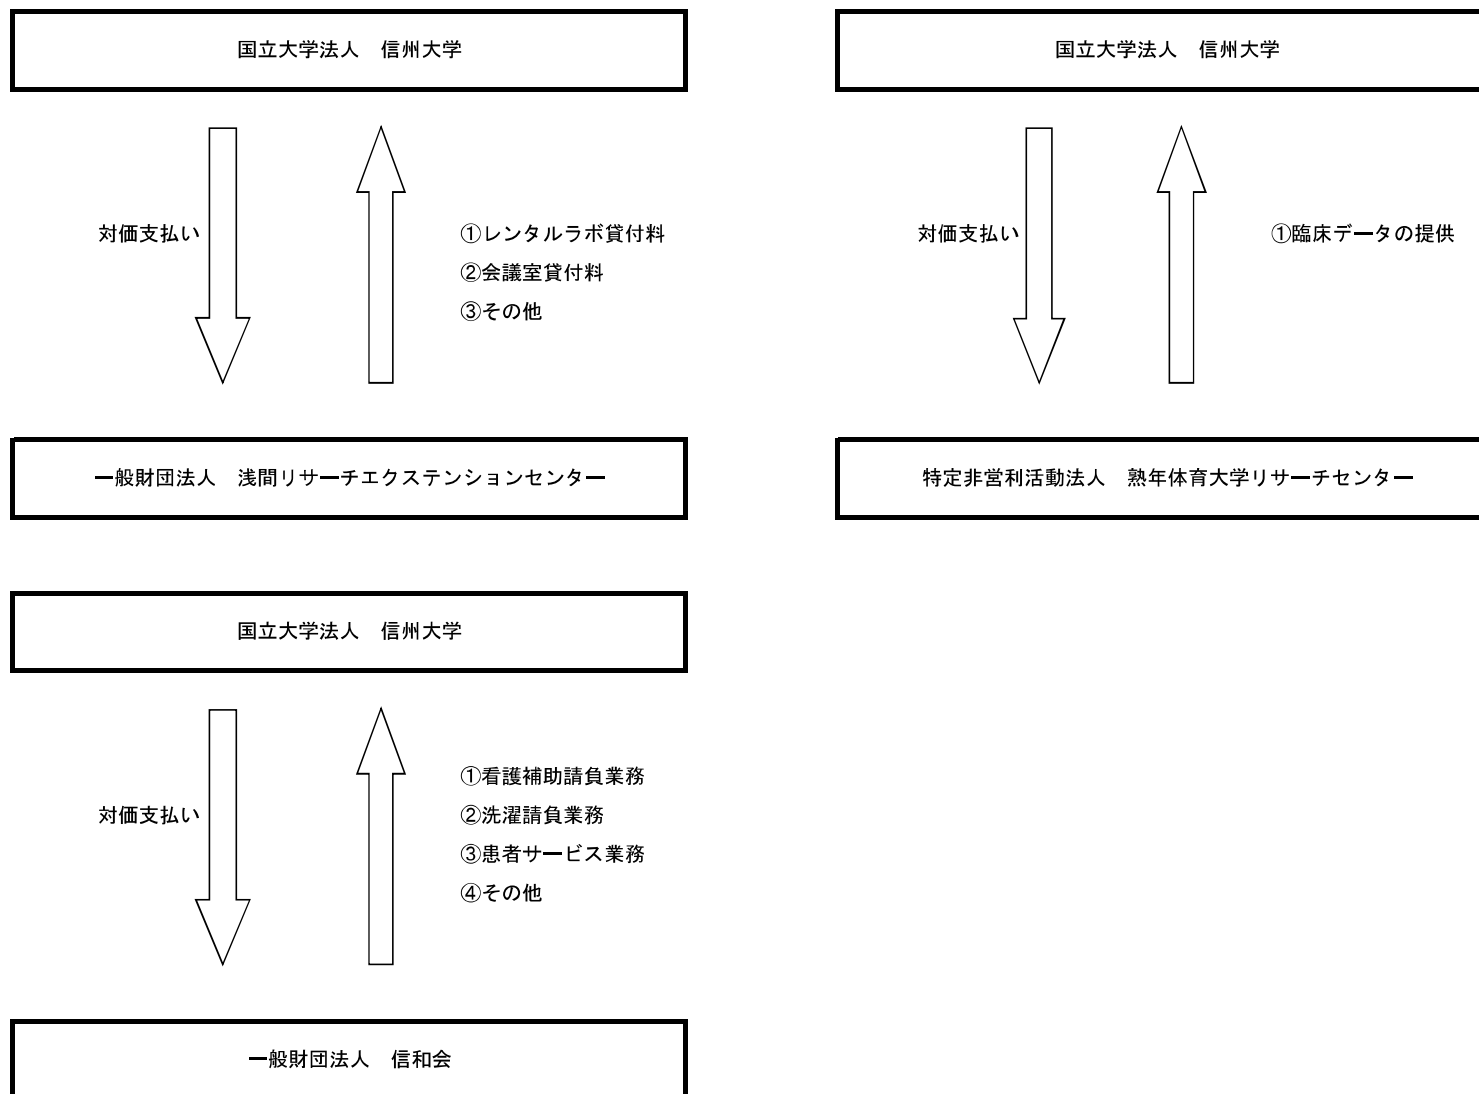 国立大学法人　信州大学
対価支払い
①レンタルラボ貸付料
②会議室貸付料
③その他
一般財団法人　浅間リサーチエクステンションセンター
国立大学法人　信州大学
対価支払い
①臨床データの提供
特定非営利活動法人　熟年体育大学リサーチセンター
国立大学法人　信州大学
対価支払い
①看護補助請負業務
②洗濯請負業務
③患者サービス業務
④その他
一般財団法人　信和会